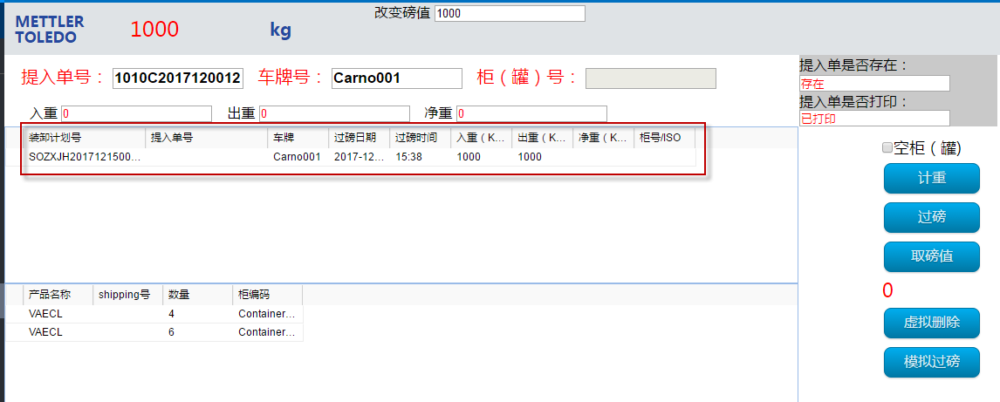 改变磅值 1000
METTLER
TOLEDO
1000 kg
提入单号： 1010C2017120012 车牌号： Carno001 柜（罐）号：
提入单是否存在：
存在
提入单是否打印：
已打印
入重 0 出重 0 净重 0
装卸计划号 提入单号 车牌 过磅日期 过磅时间 入重（K... 出重（K... 净重（K... 柜号/ISO
SOZXJH2017121500... Carno001 2017-12... 15:38 1000 1000
空柜（罐)
计重
过磅
取磅值
0
虚拟删除
模拟过磅
产品名称 shipping号 数量 柜编码
VAECL 4 Container...
VAECL 6 Container...